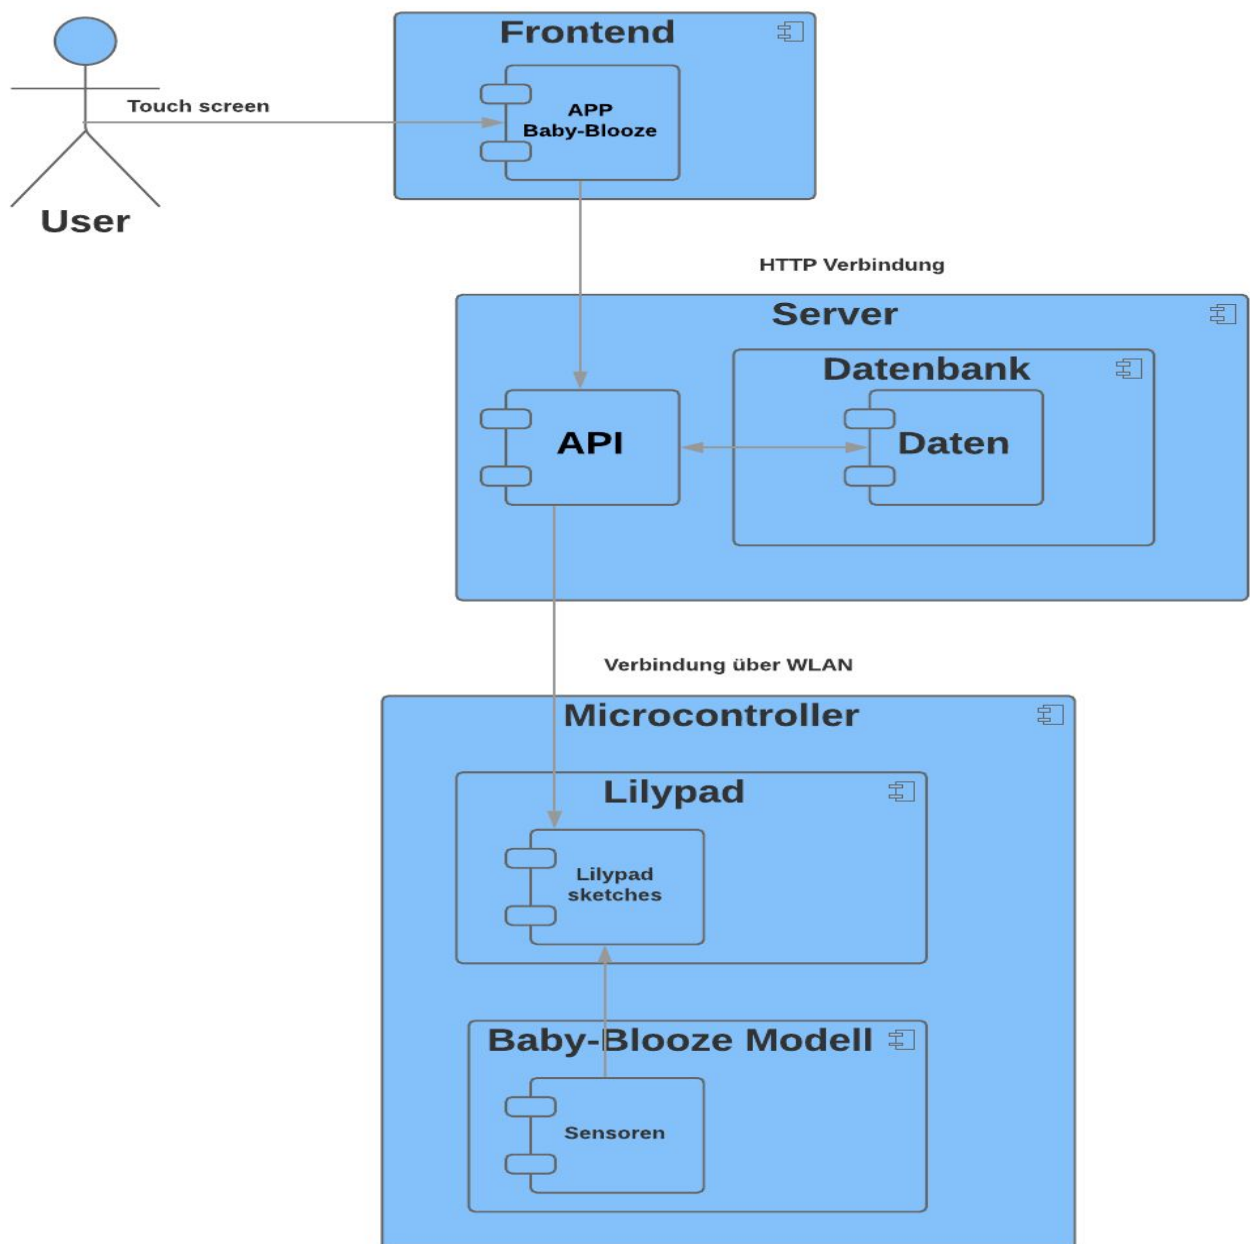 Frontend
APP
Baby-Blooze
Touch screen
User
HTTP Verbindung
Server
Datenbank
API
Daten
Verbindung über WLAN
Microcontroller
Lilypad
Lilypad
sketches
Baby-Blooze Modell
Sensoren